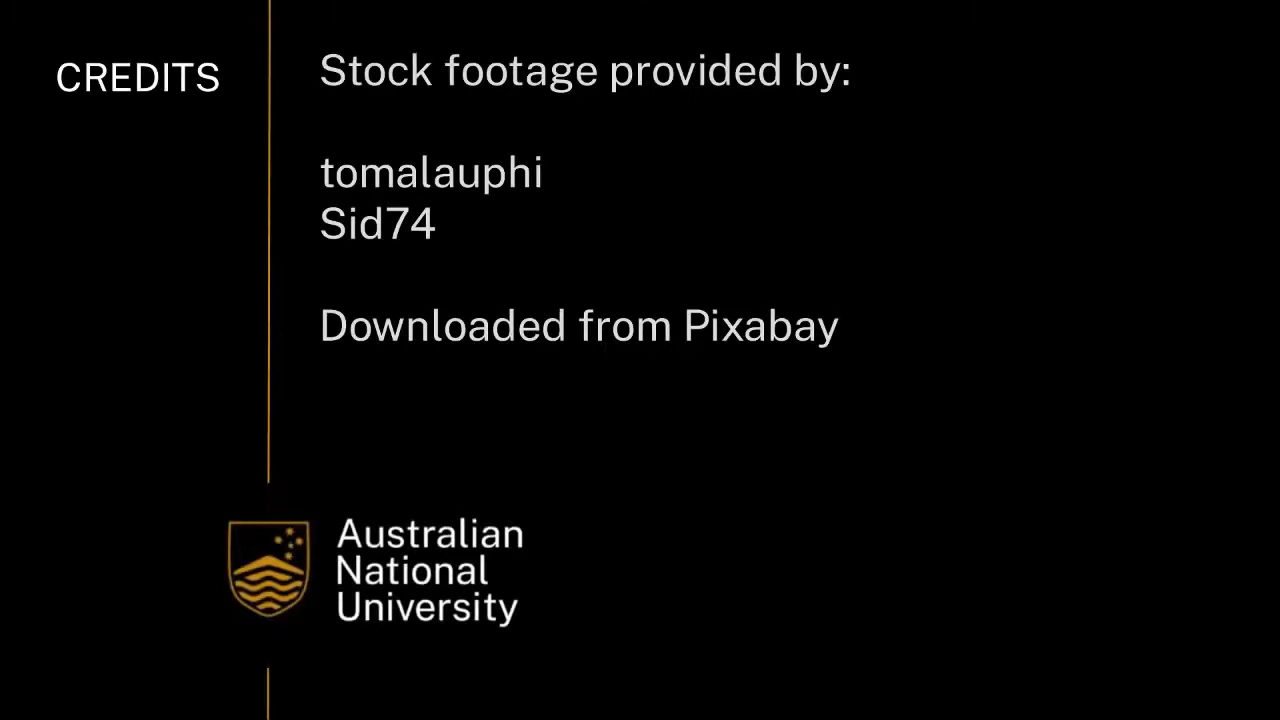 CREDITS
Stock footage provided by:
tomalauphi
Sid74
Downloaded from Pixabay
Australian
National
University